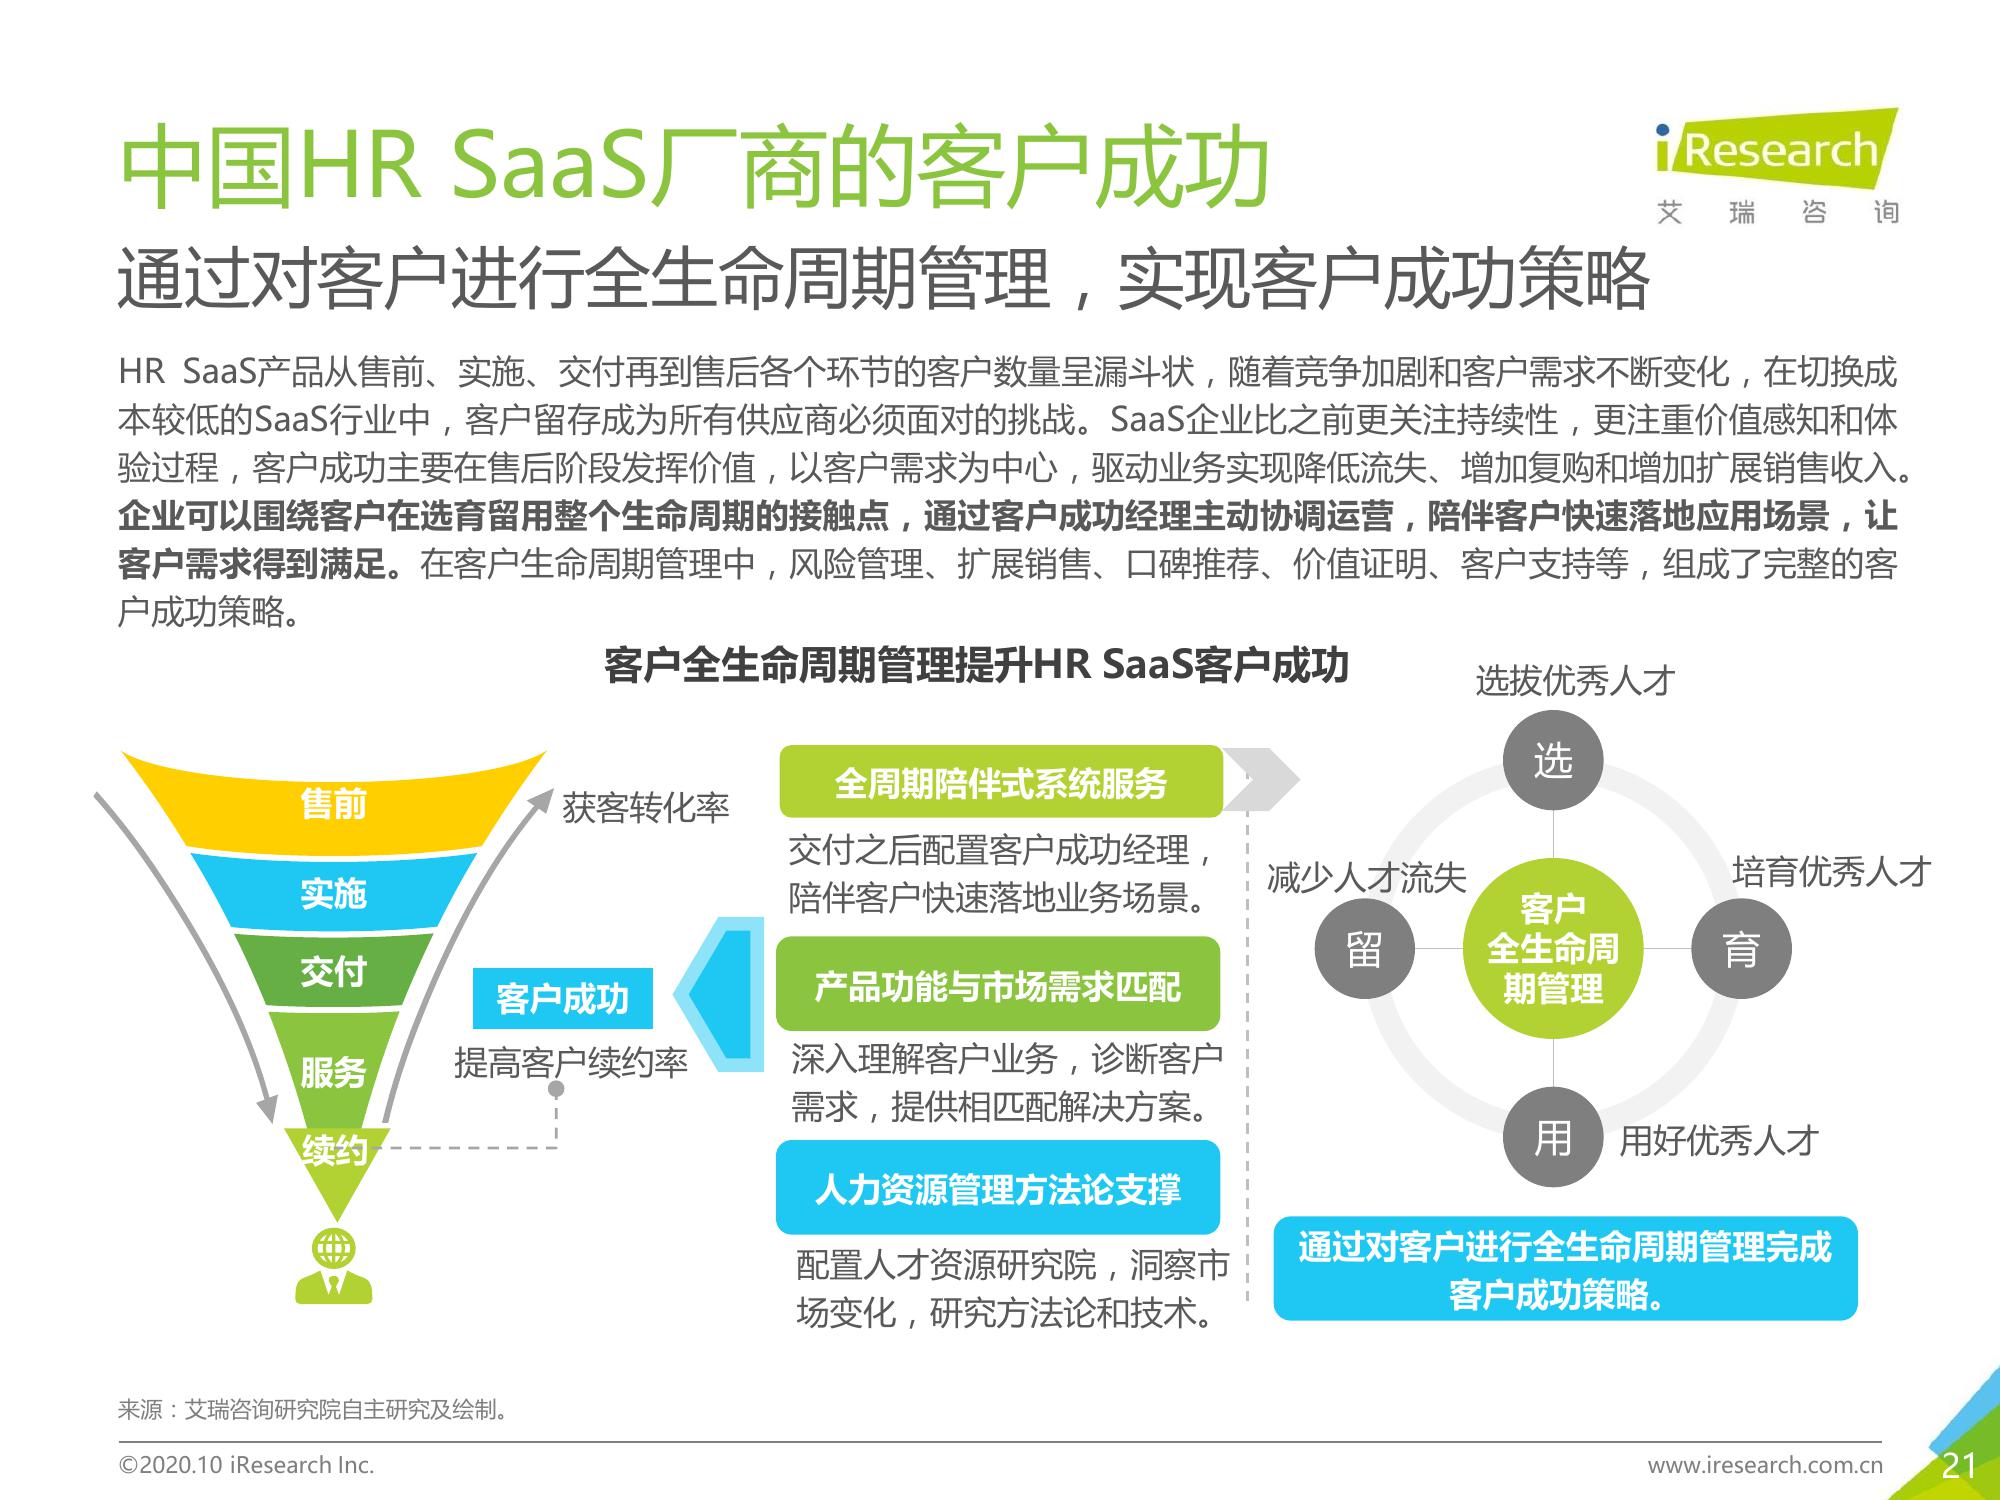 中国HR SaaS厂商的客户成功
iResearch
艾瑞咨询
通过对客户进行全生命周期管理，实现客户成功策略
HR SaaS产品从售前、实施、交付再到售后各个环节的客户数量呈漏斗状，随着竞争加剧和客户需求不断变化，在切换成
本较低的SaaS行业中，客户留存成为所有供应商必须面对的挑战。SaaS企业比之前更关注持续性，更注重价值感知和体
验过程，客户成功主要在售后阶段发挥价值，以客户需求为中心，驱动业务实现降低流失、增加复购和增加扩展销售收入。
企业可以围绕客户在选育留用整个生命周期的接触点，通过客户成功经理主动协调运营，陪伴客户快速落地应用场景，让
客户需求得到满足。在客户生命周期管理中，风险管理、扩展销售、口碑推荐、价值证明、客户支持等，组成了完整的客
户成功策略。
客户全生命周期管理提升HR SaaS客户成功
售前
实施
交付
服务
续约
获客转化率
客户成功
提高客户续约率
全周期陪伴式系统服务
交付之后配置客户成功经理，
陪伴客户快速落地业务场景。
产品功能与市场需求匹配
深入理解客户业务，诊断客户
需求，提供相匹配解决方案。
人力资源管理方法论支撑
配置人才资源研究院，洞察市
场变化，研究方法论和技术。
选拔优秀人才
选
减少人才流失
留
客户
全生命周
期管理
培育优秀人才
育
用
用好优秀人才
通过对客户进行全生命周期管理完成
客户成功策略。
来源：艾瑞咨询研究院自主研究及绘制。
©2020.10 iResearch Inc.
www.iresearch.com.cn
21